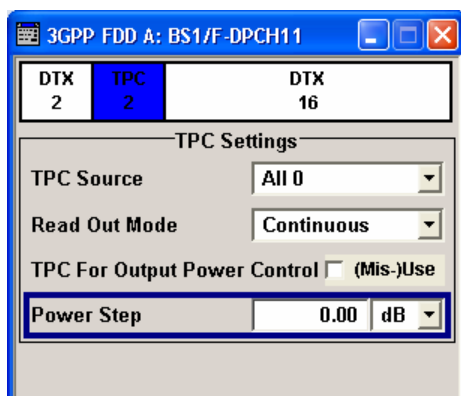 3GPP FDD A: BS1/F-DPCH11
DTX TPC DTX
2 2 16
TPC Settings
TPC Source All 0
Read Out Mode Continuous
TPC For Output Power Control (Mis-)Use
Power Step 0.00 dB